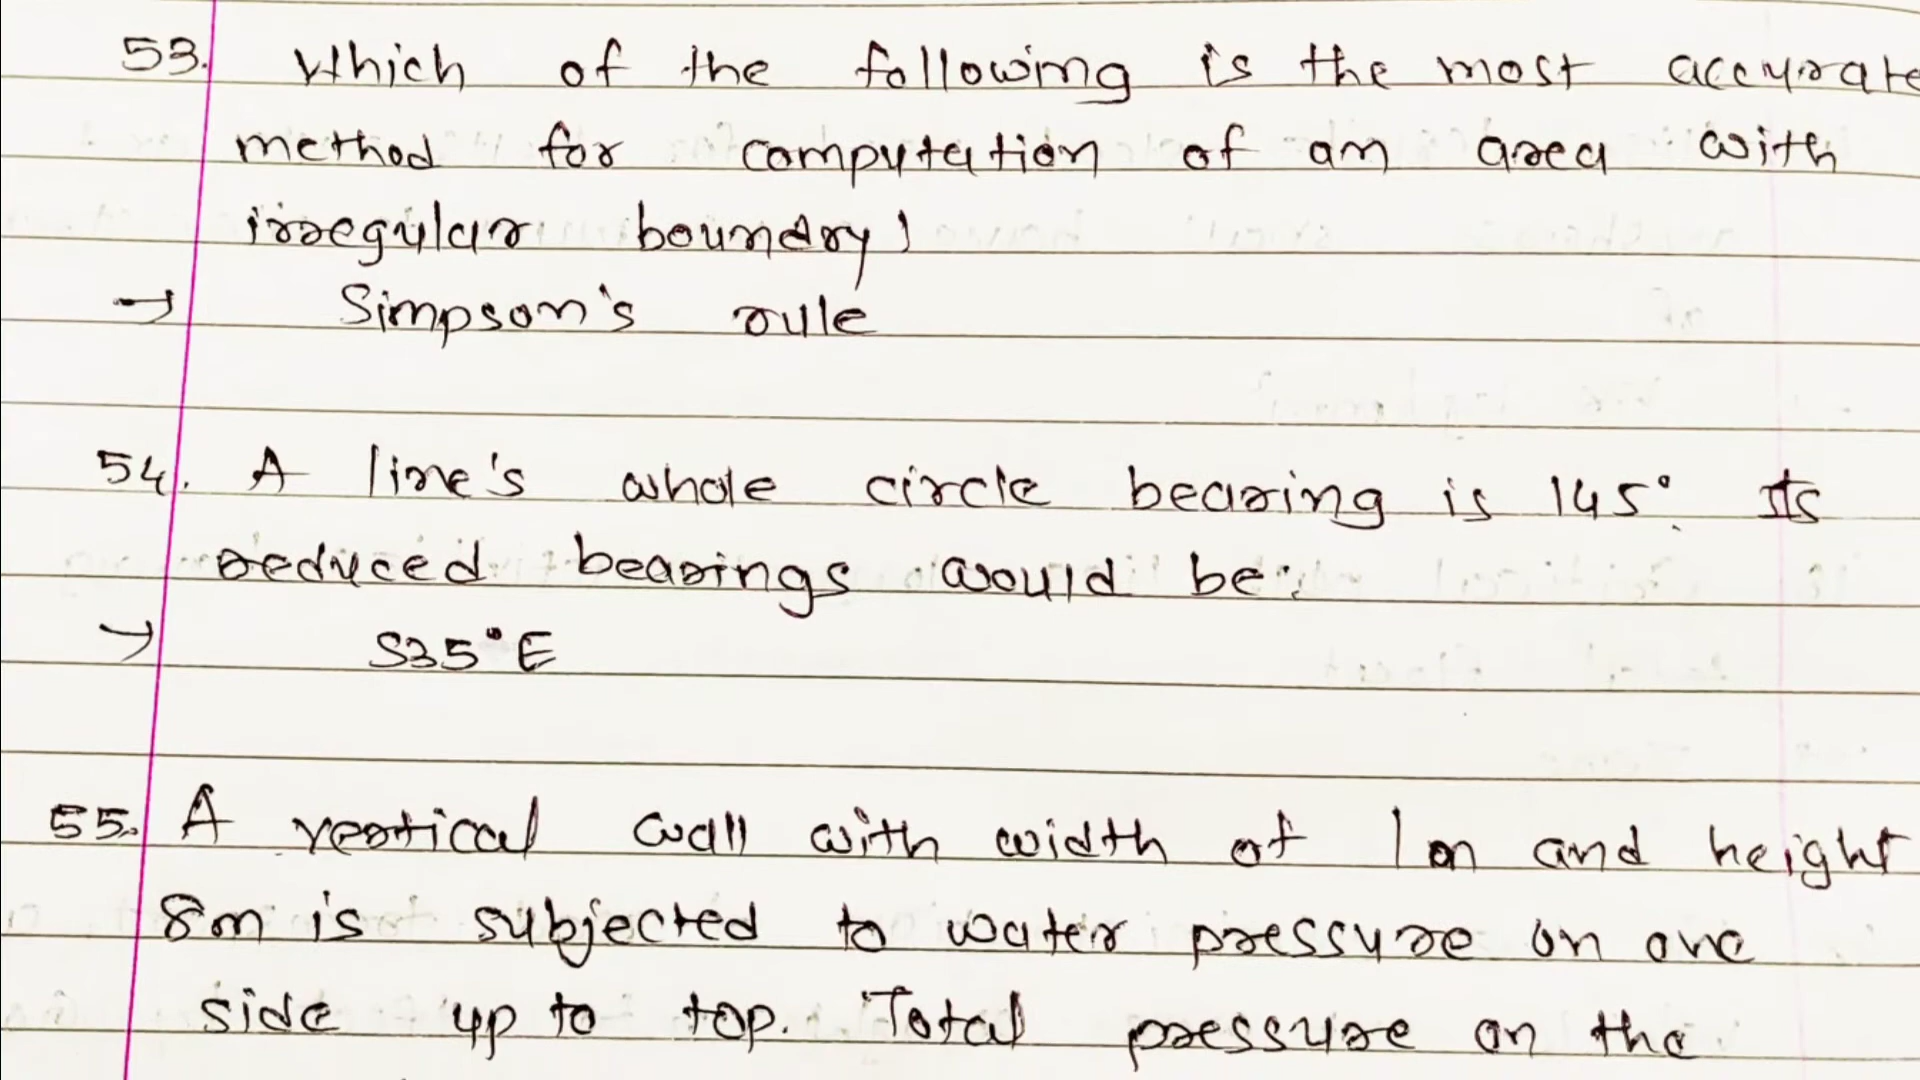 53. Which of the following is the most accurate
method for computation of an area with
irregular boundary?
→ Simpson's rule
54. A line's whole circle bearing is 145°. Its
reduced bearings would be:
→ S35°E
55. A vertical wall with width of 1m and height
8m is subjected to water pressure on one
side up to top. Total pressure on the